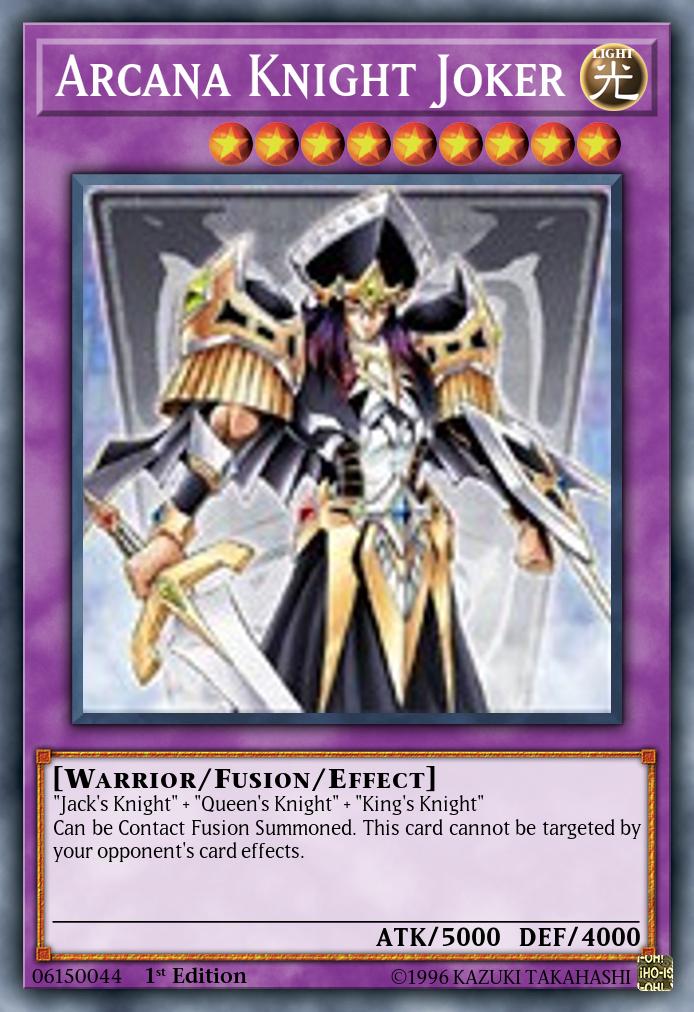 Arcana Knight Joker
LIGHT
光
[Warrior/Fusion/Effect]
"Jack's Knight" + "Queen's Knight" + "King's Knight"
Can be Contact Fusion Summoned. This card cannot be targeted by
your opponent's card effects.
ATK/5000 DEF/4000
06150044 1st Edition ©1996 KAZUKI TAKAHASHI